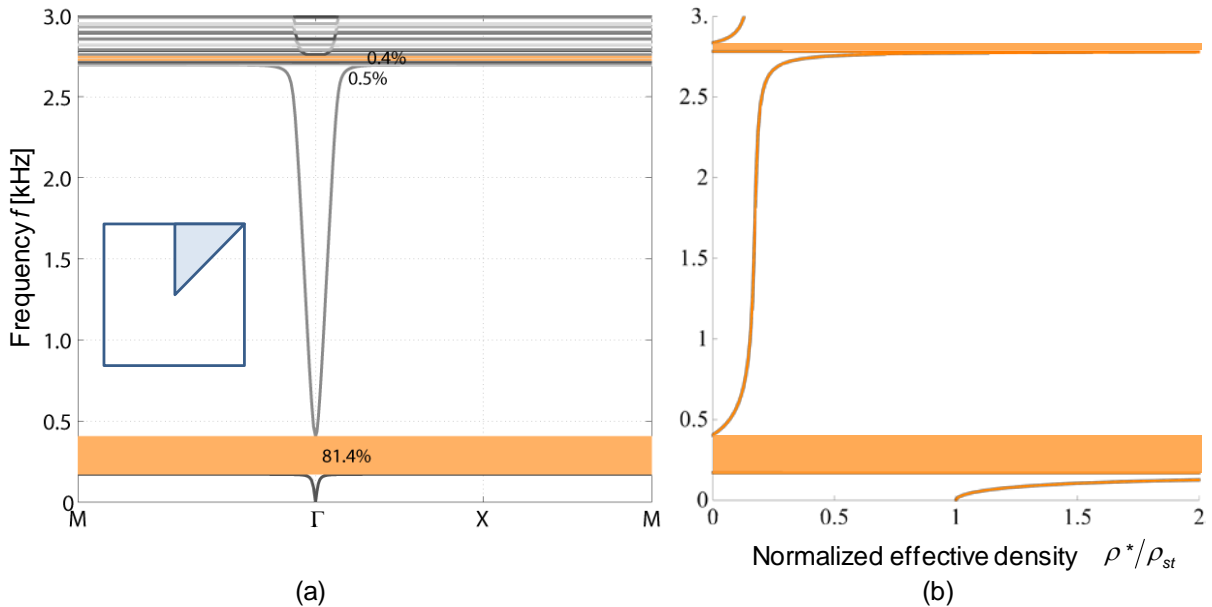 3.0
0.4%
0.5%
2.5
2.0
1.5
1.0
0.5
81.4%
0
M Γ X M
Frequency f [kHz]
(a)
3.
2.5
2
1.5
1
0.5
0
0 0.5 1 1.5 2
Normalized effective density ρ*/ρst
(b)